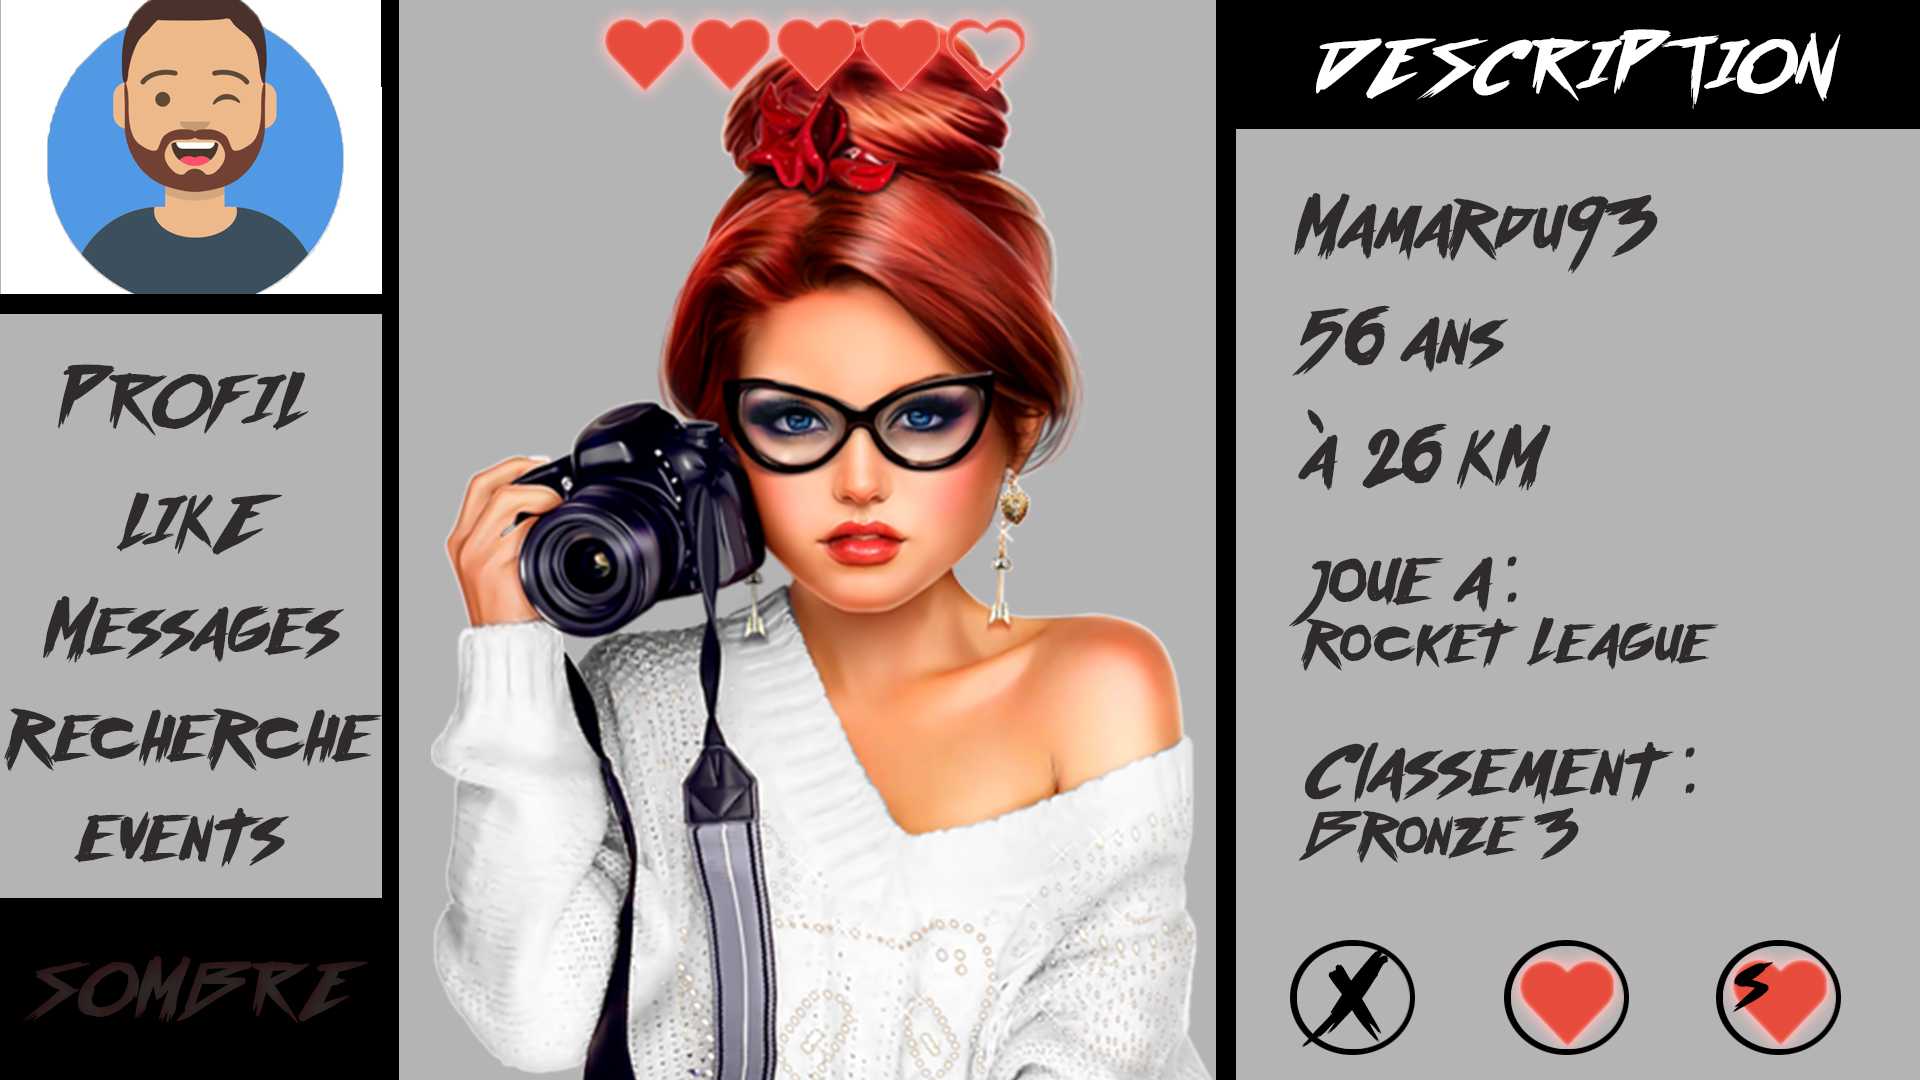 Profil
Like
Messages
Recherche
Events
Sombre
Description
Mamardu93
56 ans
à 26 km
Joue a :
Rocket League
Classement :
Bronze 3
X
S